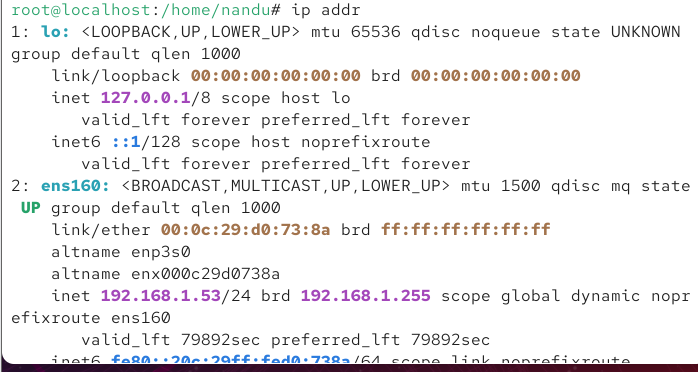 root@localhost:/home/nandu# ip addr
1: lo: <LOOPBACK,UP,LOWER_UP> mtu 65536 qdisc noqueue state UNKNOWN
group default qlen 1000
    link/loopback 00:00:00:00:00:00 brd 00:00:00:00:00:00
    inet 127.0.0.1/8 scope host lo
       valid_lft forever preferred_lft forever
    inet6 ::1/128 scope host noprefixroute
       valid_lft forever preferred_lft forever
2: ens160: <BROADCAST,MULTICAST,UP,LOWER_UP> mtu 1500 qdisc mq state
 UP group default qlen 1000
    link/ether 00:0c:29:d0:73:8a brd ff:ff:ff:ff:ff:ff
    altname enp3s0
    altname enx000c29d0738a
    inet 192.168.1.53/24 brd 192.168.1.255 scope global dynamic nopr
efixroute ens160
       valid_lft 79892sec preferred_lft 79892sec
    inet6 fe80::20c:29ff:fed0:738a/64 scope link noprefixroute